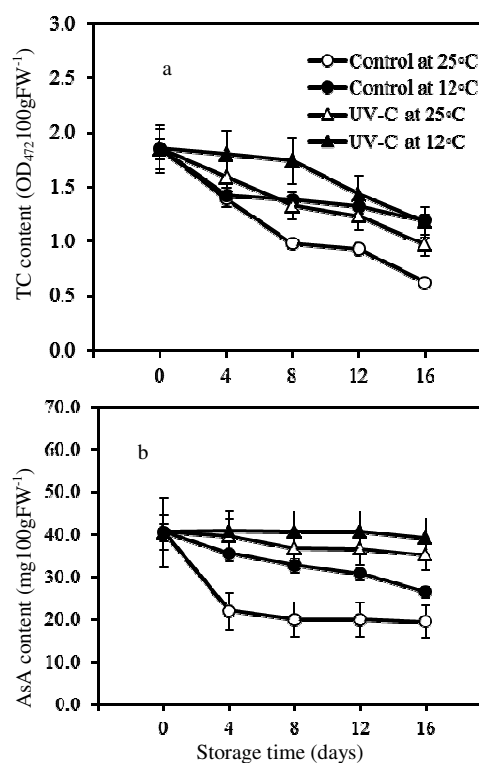 3.0
a
Control at 25°C
Control at 12°C
2.5
UV-C at 25°C
UV-C at 12°C
2.0
1.5
1.0
0.5
0.0
TC content (OD472100gFW-1)
0 4 8 12 16
70.0
b
60.0
50.0
40.0
30.0
20.0
10.0
0.0
AsA content (mg100gFW-1)
0 4 8 12 16
Storage time (days)